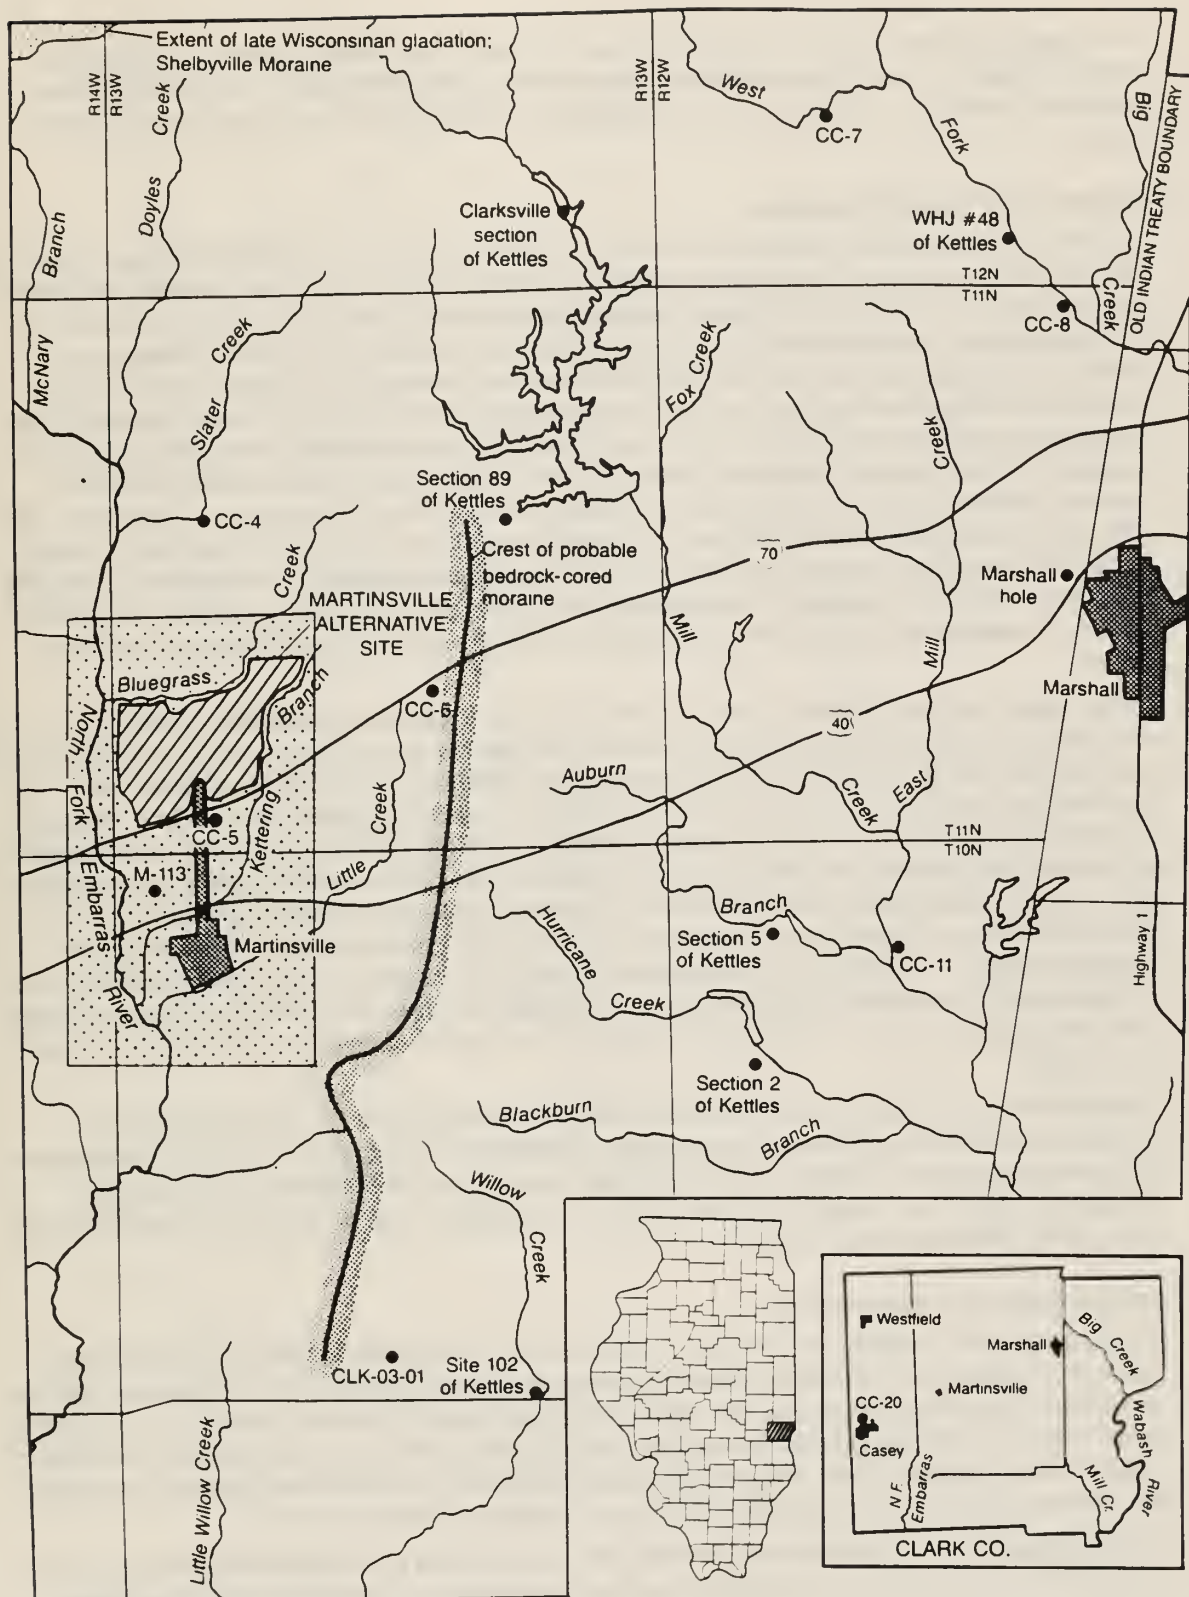 Extent of late Wisconsinan glaciation;
Shelbyville Moraine
R14W
R13W
Doyles Creek
R13W
R12W
West Fork
CC-7
Big Creek
OLD INDIAN TREATY BOUNDARY
McNary Branch
Clarksville
section
of Kettles
WHJ #48
of Kettles
T12N
T11N
CC-8
Slater Creek
Fox Creek
Creek
Section 89
of Kettles
CC-4
Crest of probable
bedrock-cored
moraine
70
Marshall
hole
Creek
MARTINSVILLE
ALTERNATIVE
SITE
Bluegrass
Branch
Mill
Mill
Marshall
CC-6
North
Fork
40
Auburn
Creek
East
Creek
CC-5
Kettering
T11N
T10N
M-113
Embarras
Little
Branch
Hurricane
Section 5
of Kettles
CC-11
Highway 1
Martinsville
River
Creek
Section 2
of Kettles
Blackburn
Branch
Willow
Creek
CLK-03-01
Site 102
of Kettles
Little Willow Creek
Westfield
Marshall
Big
Creek
Martinsville
CC-20
Casey
Wabash
River
N.F.
Embarras
Mill Cr.
CLARK CO.